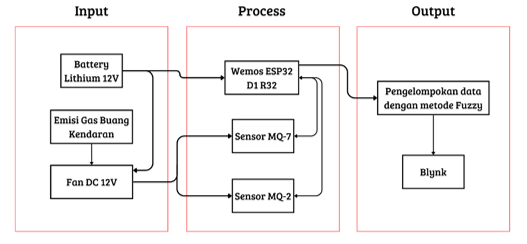 Input
Process
Output
Battery
Lithium 12V
Emisi Gas Buang
Kendaran
Fan DC 12V
Wemos ESP32
D1 R32
Sensor MQ-7
Sensor MQ-2
Pengelompokan data
dengan metode Fuzzy
Blynk